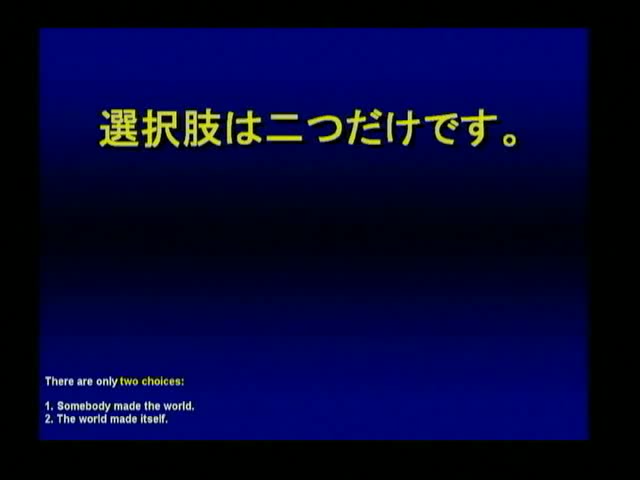 選択肢は二つだけです。
There are only two choices:
1. Somebody made the world.
2. The world made itself.